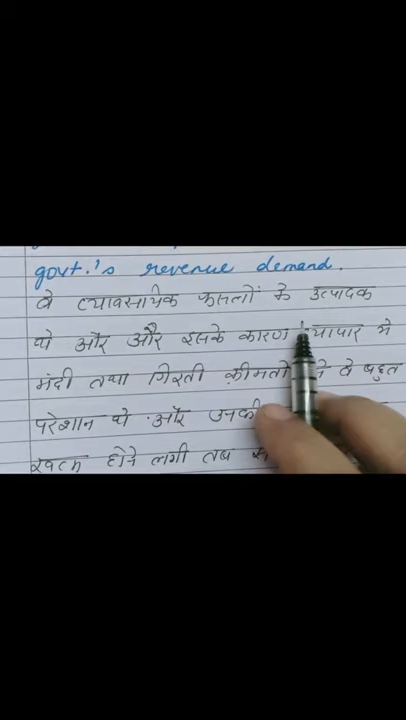 govt.'s revenue demand.
वे व्यावसायिक फसलों के उत्पादक
थे और और इसके कारण व्यापार मे
मंदी तथा गिरती क़ीमतों से वे बहुत
परेशान थे और उनकी
खत्म होने लगी तब